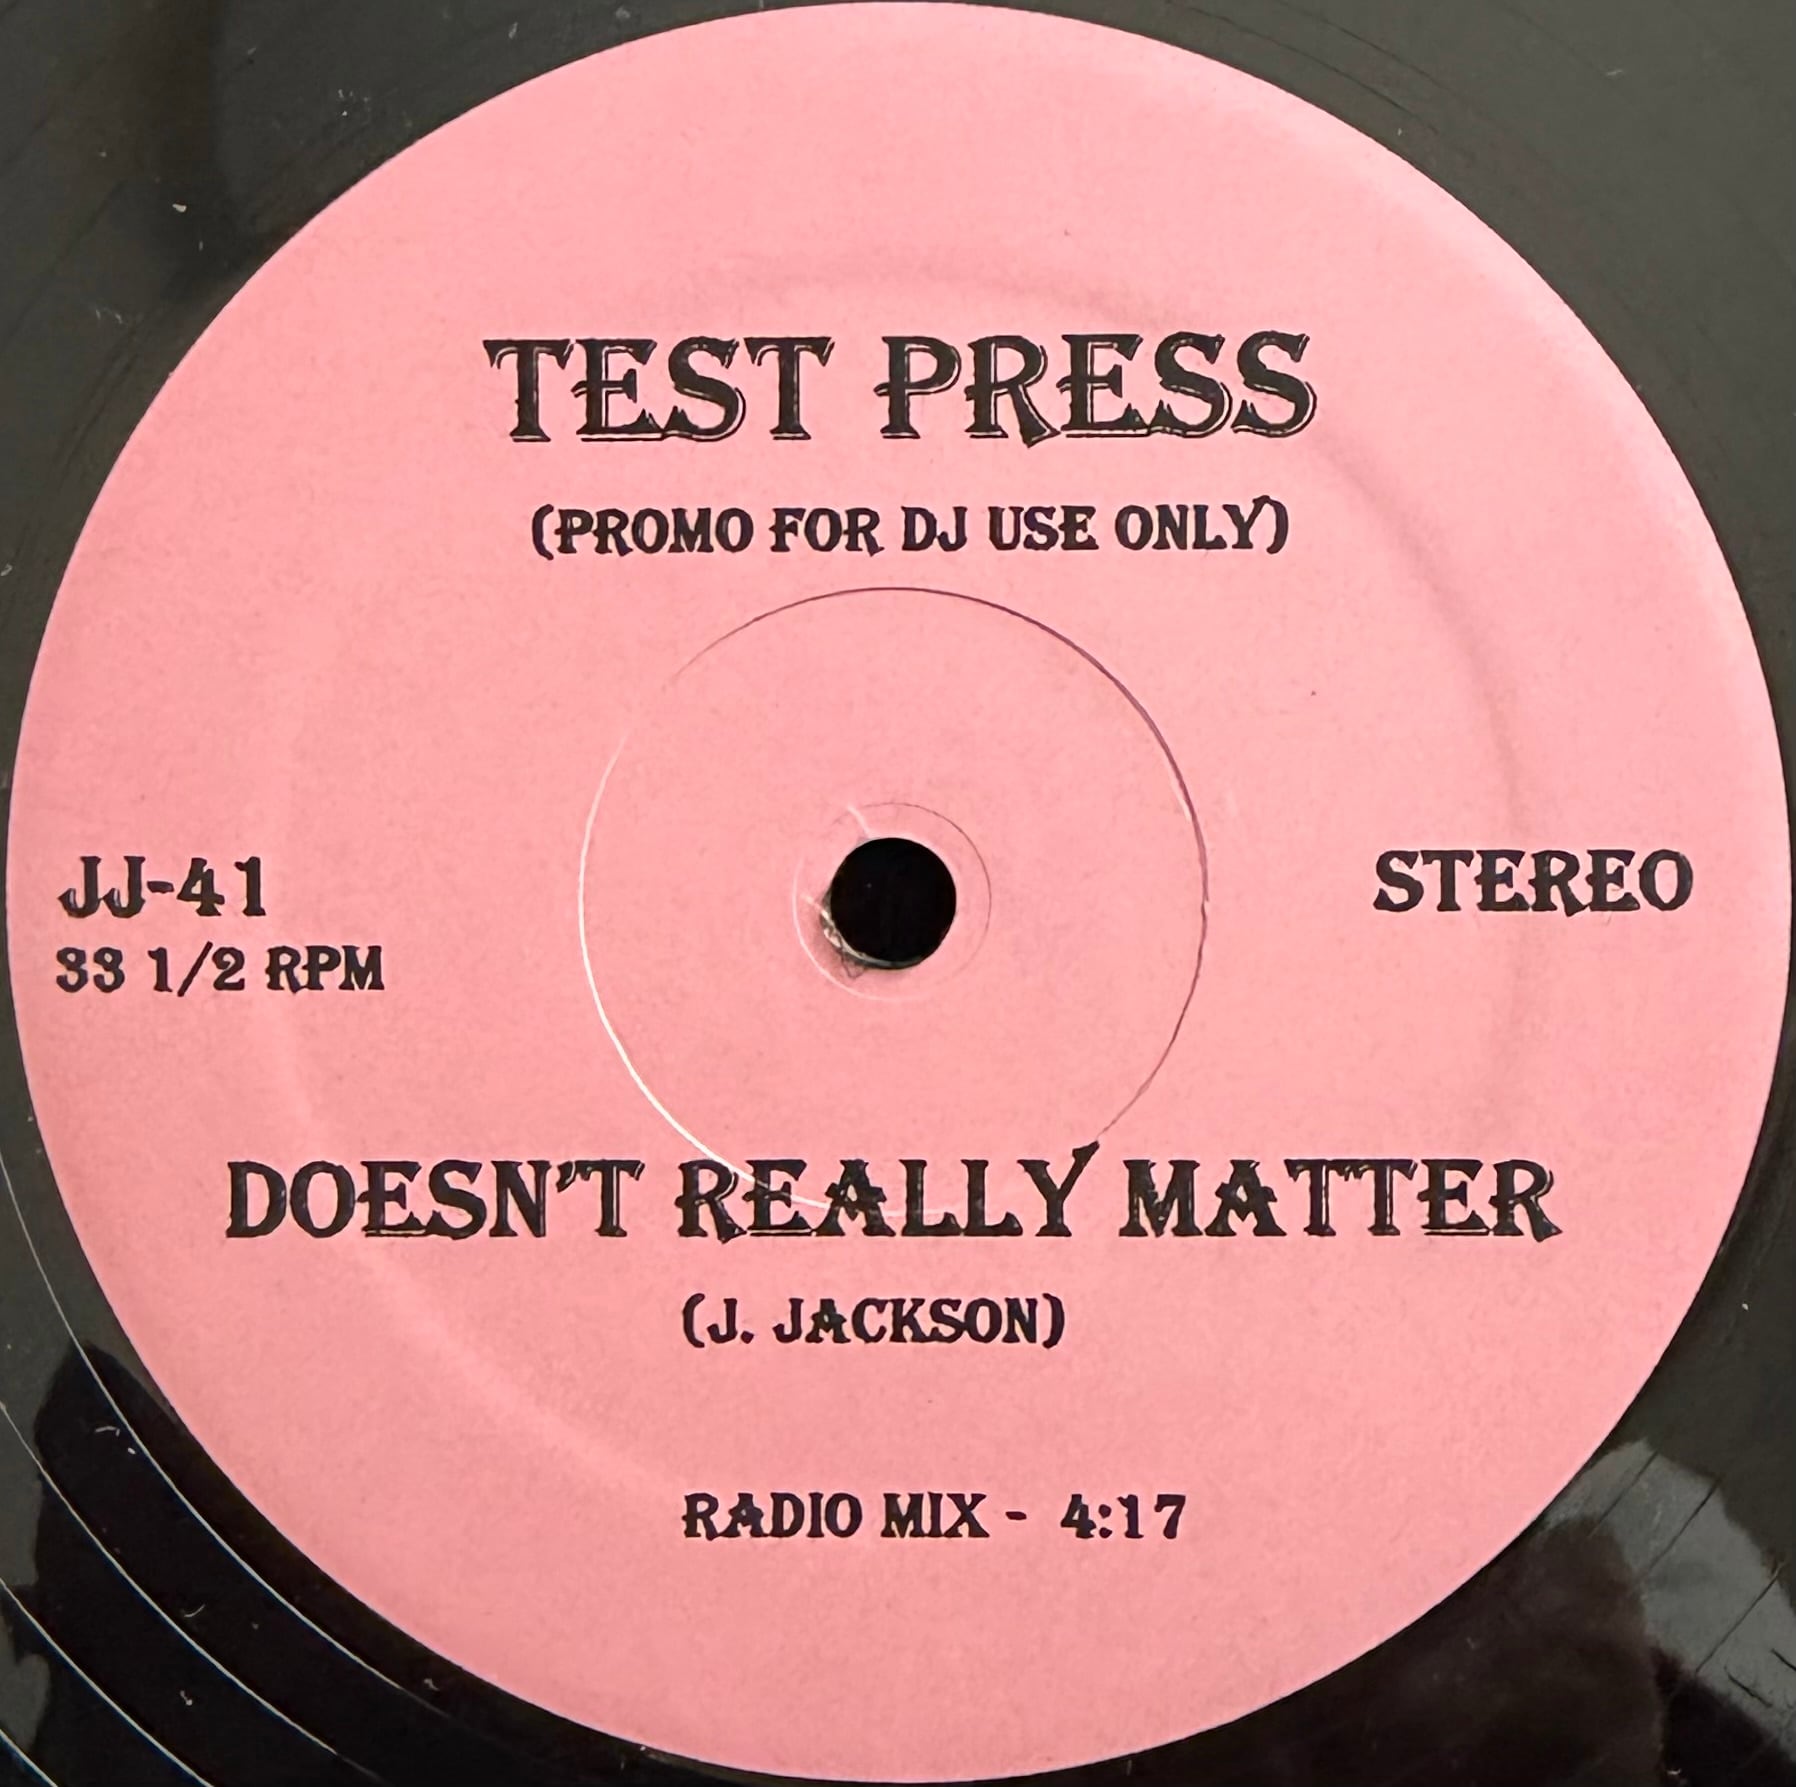 TEST PRESS
(PROMO FOR DJ USE ONLY)
JJ-41
33 1/2 RPM
STEREO
DOESN'T REALLY MATTER
(J. JACKSON)
RADIO MIX - 4:17